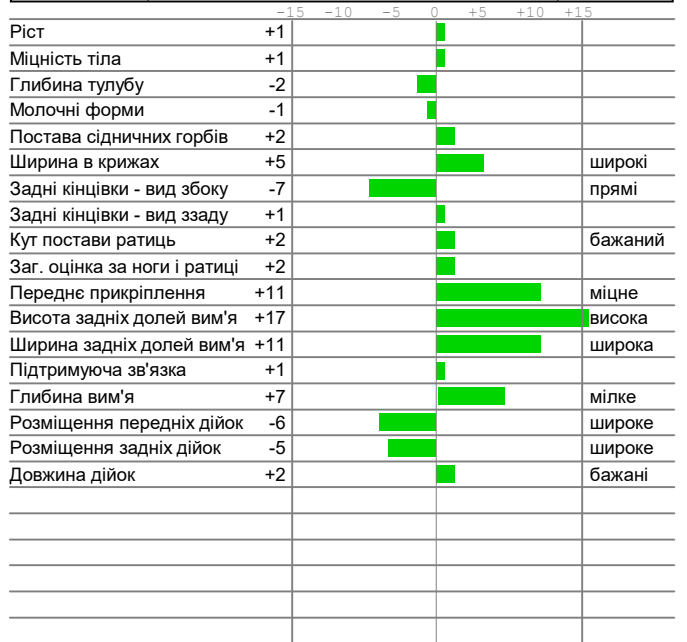 -15 -10 -5 0 +5 +10 +15
Ріст +1
Міцність тіла +1
Глибина тулубу -2
Молочні форми -1
Постава сідничних горбів +2
Ширина в крижах +5 широкі
Задні кінцівки - вид збоку -7 прямі
Задні кінцівки - вид ззаду +1
Кут постави ратиць +2 бажаний
Заг. оцінка за ноги і ратиці +2
Переднє прикріплення +11 міцне
Висота задніх долей вим'я +17 висока
Ширина задніх долей вим'я +11 широка
Підтримуюча зв'язка +1
Глибина вим'я +7 мілке
Розміщення передніх дійок -6 широке
Розміщення задніх дійок -5 широке
Довжина дійок +2 бажані